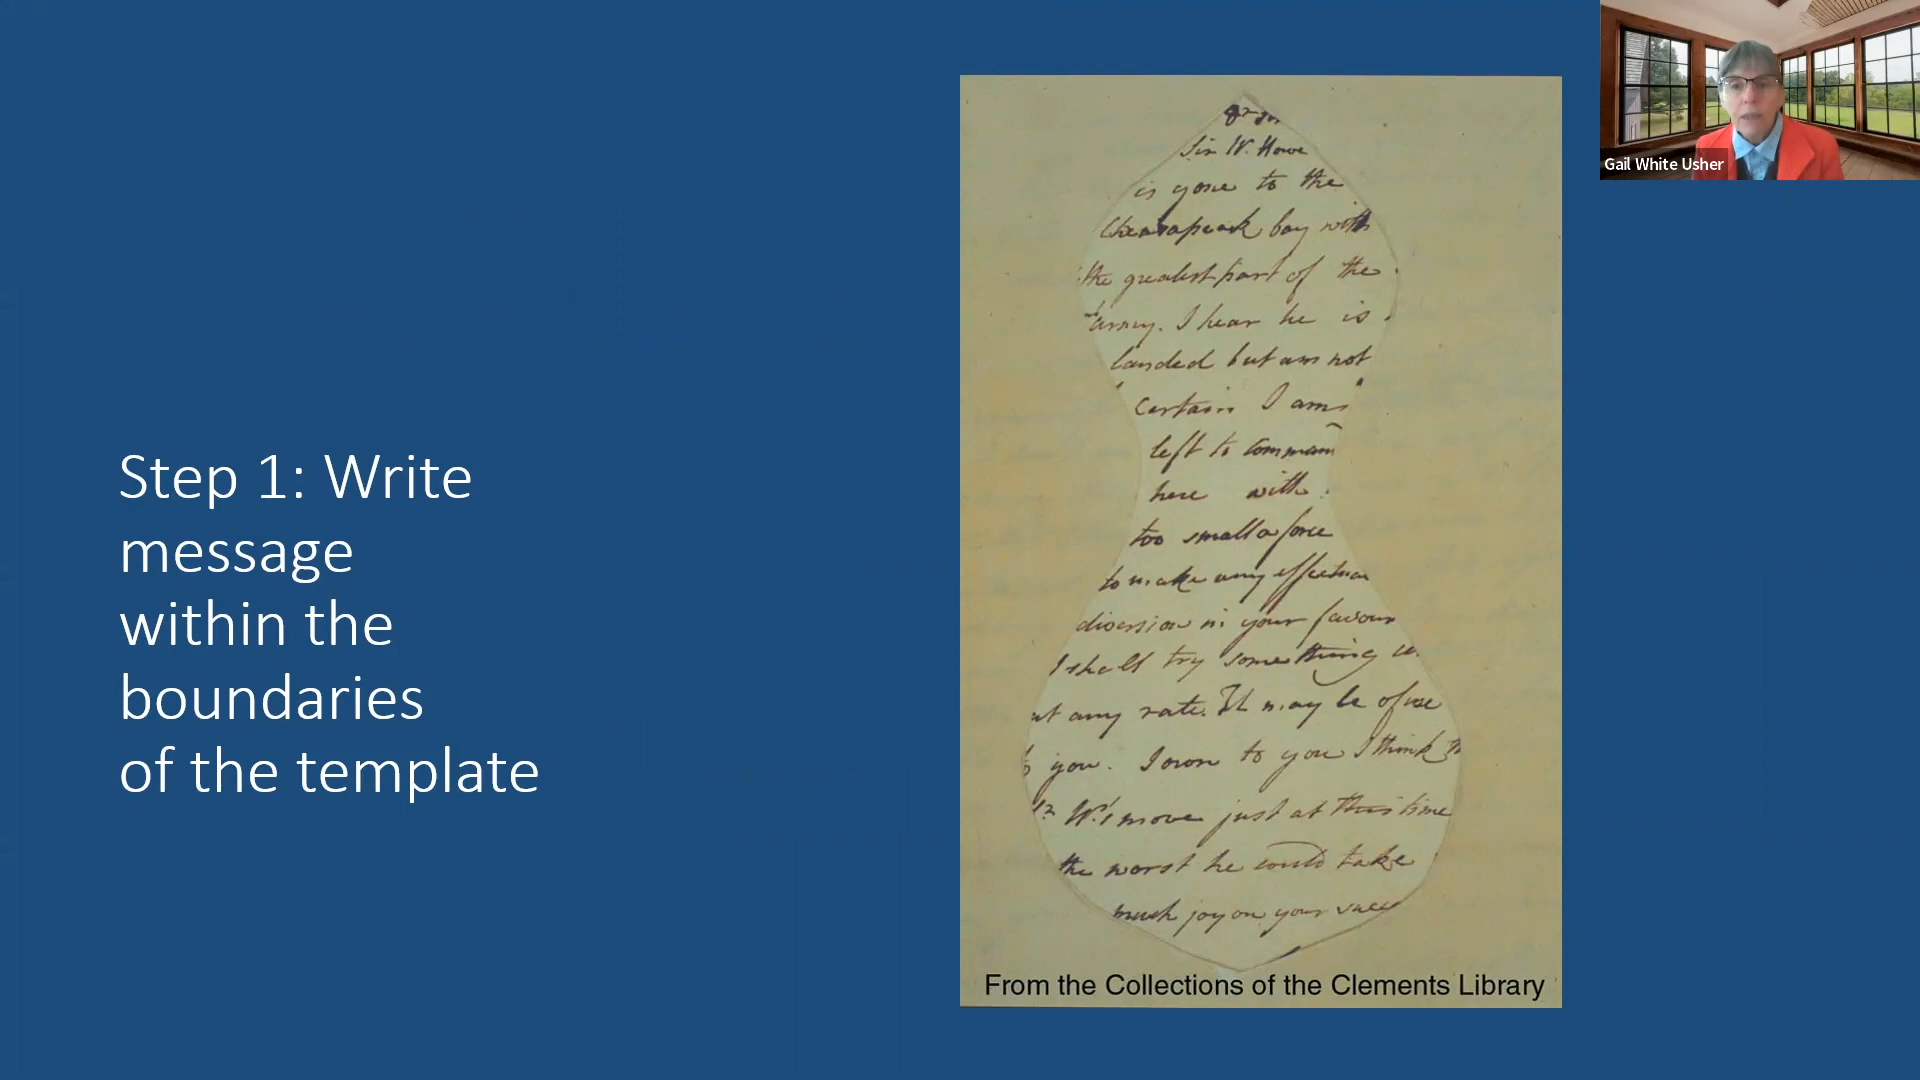 Gail White Usher
Step 1: Write
message
within the
boundaries
of the template
Sir W. Howe
is gone to the
Chesapeak bay with
the greatest part of the
army. I hear he is
landed but am not
certain. I am
left to command
here with
too small a force
to make any effectual
diversion in your favour
I shall try something
at any rate. It may be of use
to you. I own to you I think
Sr W's move just at this time
the worst he could take
much joy on your succ
From the Collections of the Clements Library